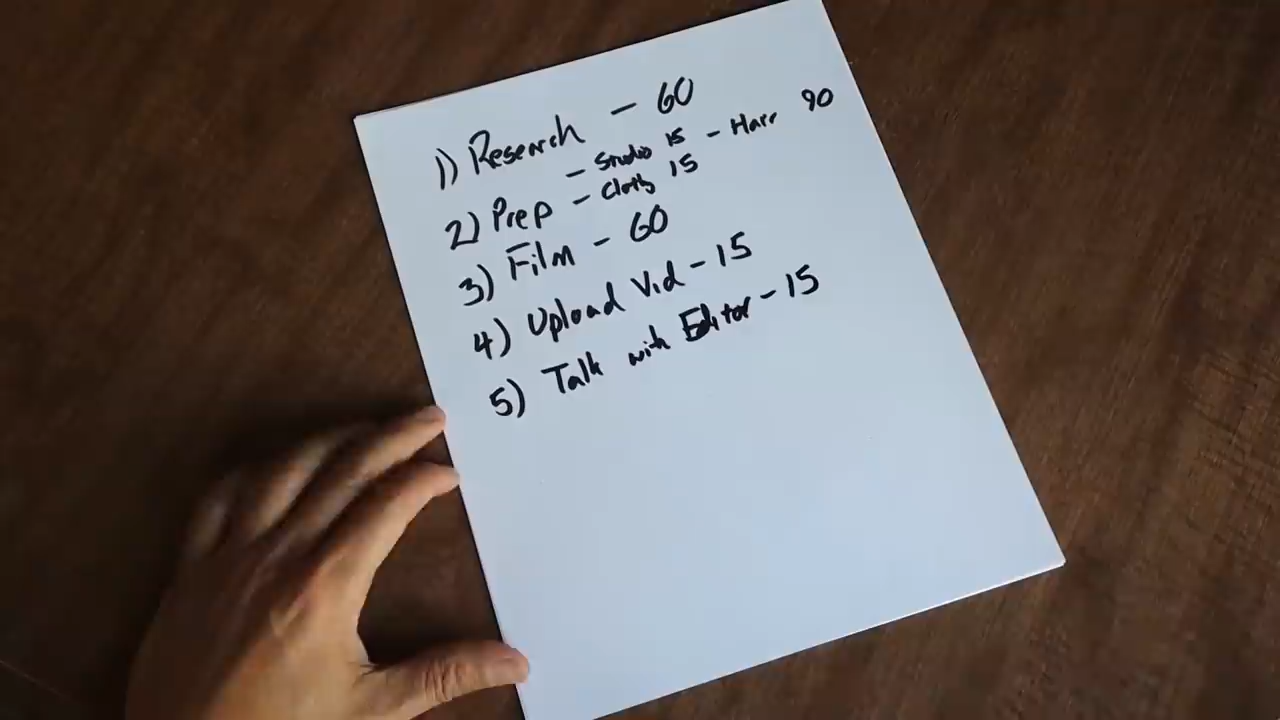 1) Research - 60
- Studio 15 - Hair 90
2) Prep - Cloth 15
3) Film - 60
4) Upload Vid - 15
5) Talk with Editor - 15